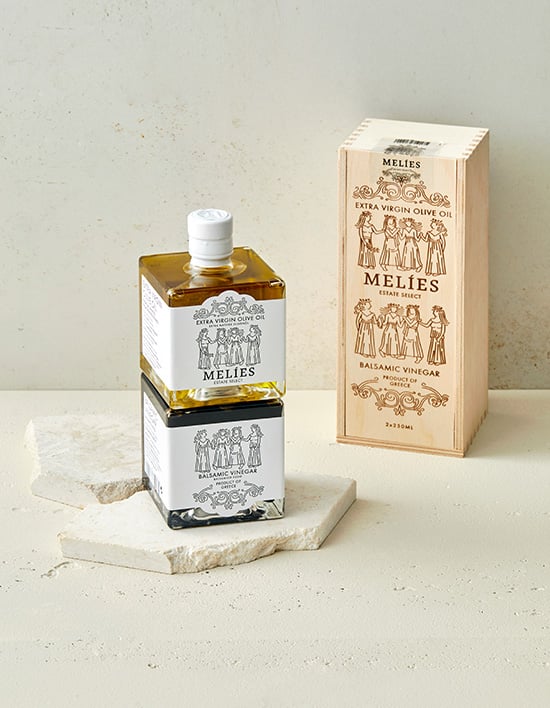 EXTRA VIRGIN OLIVE OIL
MELÍES
ESTATE SELECT
BALSAMIC VINEGAR
PRODUCT OF
GREECE
MELÍES
EXTRA VIRGIN OLIVE OIL
MELÍES
ESTATE SELECT
BALSAMIC VINEGAR
PRODUCT OF
GREECE
2x250ML